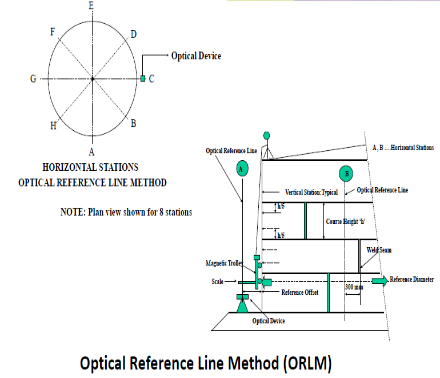 E
F
D
Optical Device
G
C
H
B
A
HORIZONTAL STATIONS
OPTICAL REFERENCE LINE METHOD
NOTE: Plan view shown for 8 stations
Optical Reference Line
A, B ....Horizontal Stations
A
B
Vertical Station: Typical
Optical Reference Line
h/5
Course Height 'h'
h/5
Weld Seam
Magnetic Trolley
Scale
Reference Diameter
300 mm
Reference Offset
Optical Device
Optical Reference Line Method (ORLM)